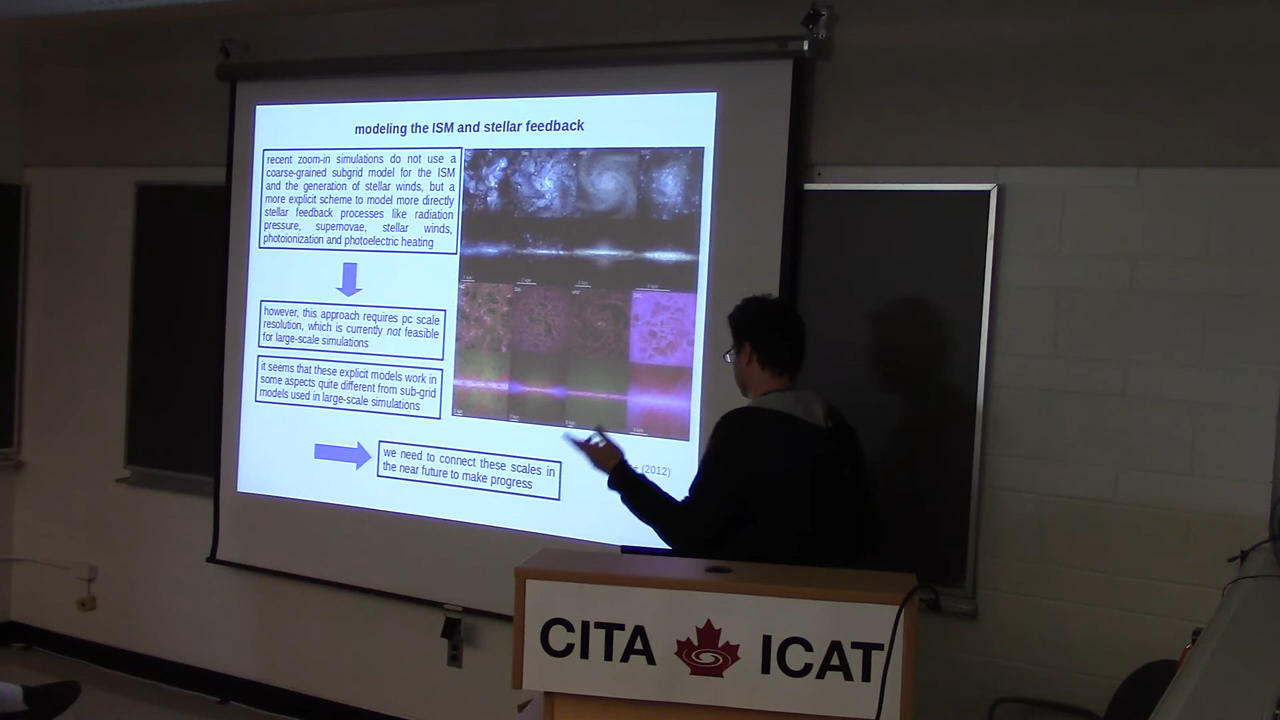 modeling the ISM and stellar feedback
recent zoom-in simulations do not use a
coarse-grained subgrid model for the ISM
and the generation of stellar winds, but a
more explicit scheme to model more directly
stellar feedback processes like radiation
pressure, supernovae, stellar winds,
photoionization and photoelectric heating
however, this approach requires pc scale
resolution, which is currently not feasible
for large-scale simulations
it seems that these explicit models work in
some aspects quite different from sub-grid
models used in large-scale simulations
we need to connect these scales in
the near future to make progress
(2012)
CITA ICAT